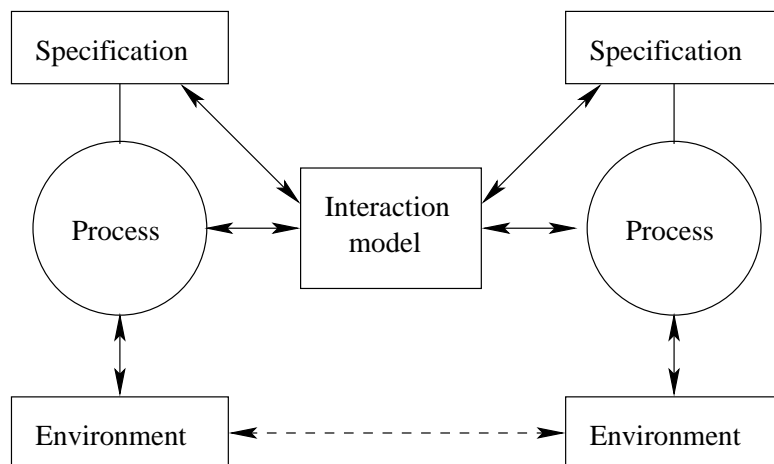 Specification
Specification
Process
Interaction
model
Process
Environment
Environment